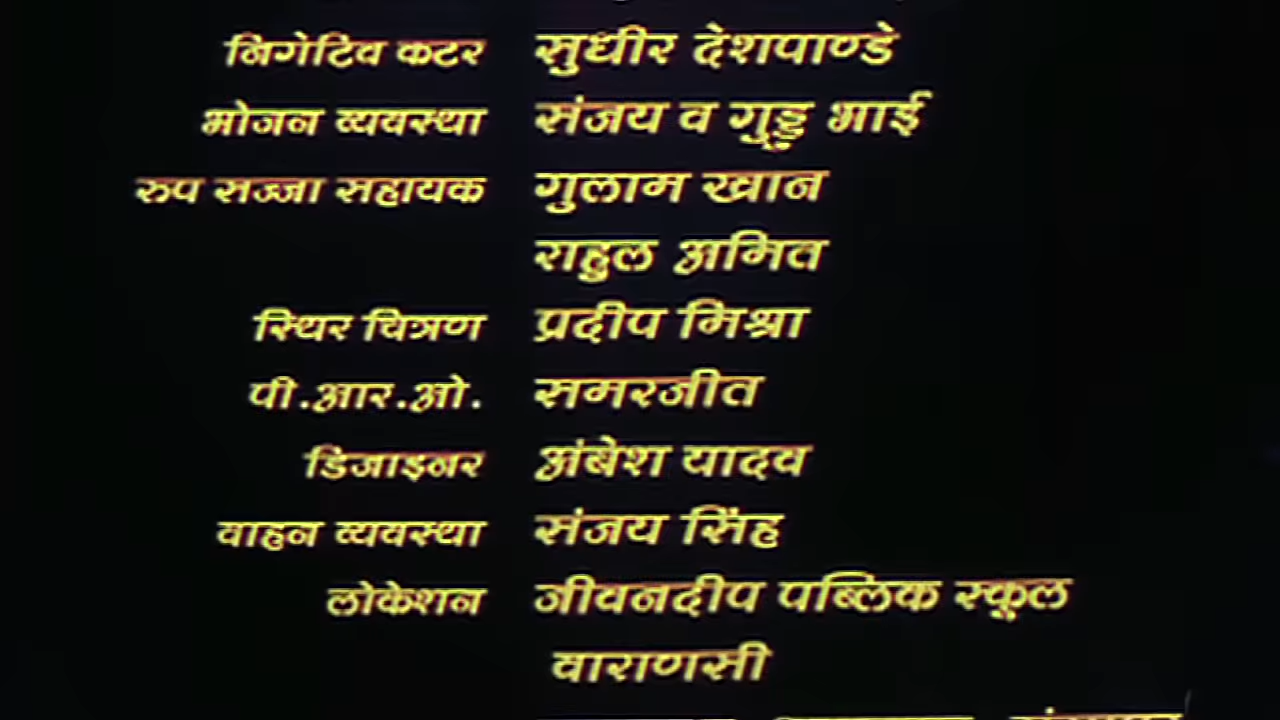 निगेटिव कटर सुधीर देशपाण्डे
भोजन व्यवस्था संजय व गुड्डु भाई
रुप सज्जा सहायक गुलाम खान
राहुल अमित
स्थिर चित्रण प्रदीप मिश्रा
पी.आर.ओ. समरजीत
डिजाइनर अंबेश यादव
वाहन व्यवस्था संजय सिंह
लोकेशन जीवनदीप पब्लिक स्कूल
वाराणसी